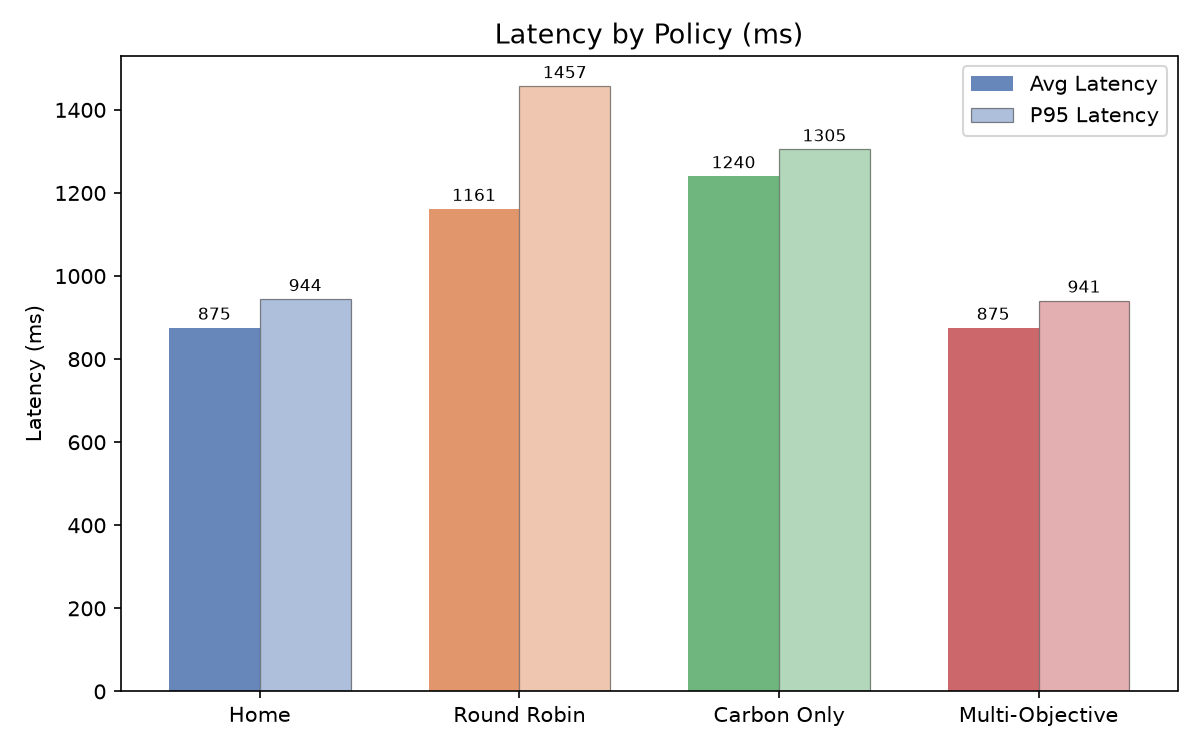 Latency by Policy (ms)
Avg Latency
P95 Latency
Latency (ms)
1400
1200
1000
800
600
400
200
0
875
944
1161
1457
1240
1305
875
941
Home
Round Robin
Carbon Only
Multi-Objective